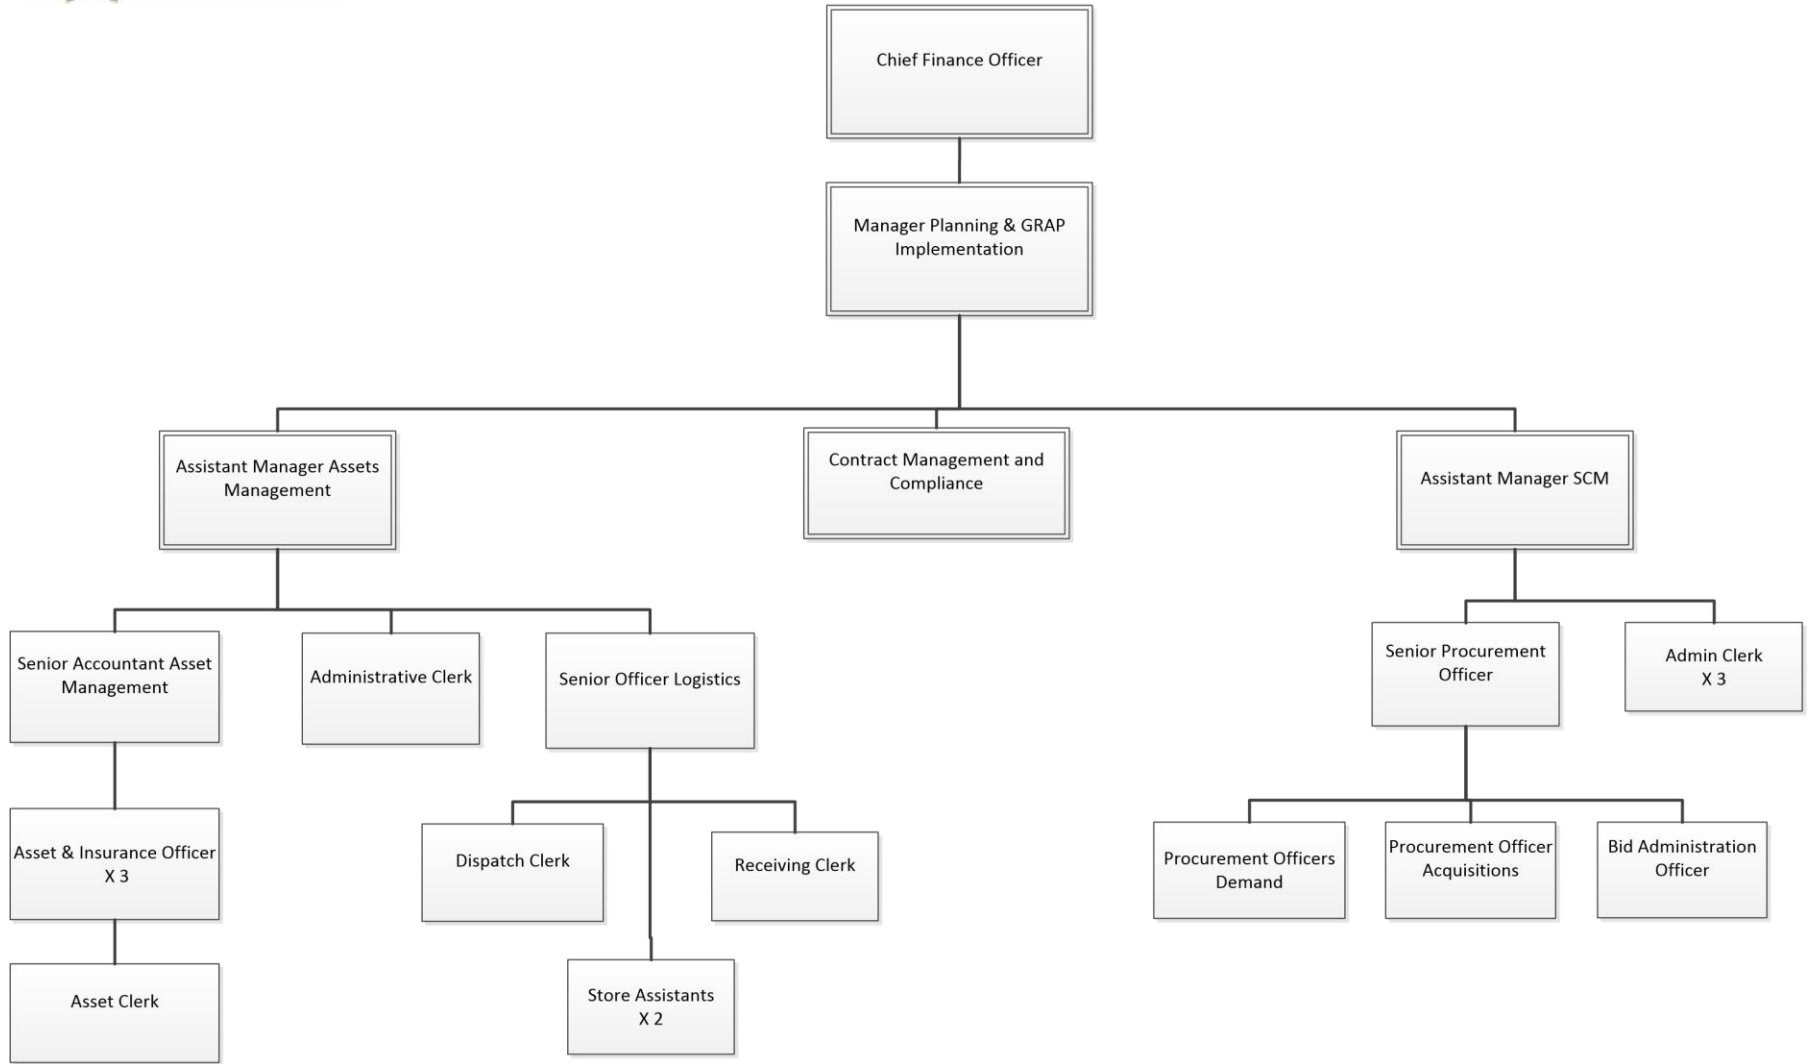 Chief Finance Officer
Manager Planning & GRAP
Implementation
Assistant Manager Assets
Management
Contract Management and
Compliance
Assistant Manager SCM
Senior Accountant Asset
Management
Administrative Clerk
Senior Officer Logistics
Senior Procurement
Officer
Admin Clerk
X 3
Asset & Insurance Officer
X 3
Dispatch Clerk
Receiving Clerk
Procurement Officers
Demand
Procurement Officer
Acquisitions
Bid Administration
Officer
Asset Clerk
Store Assistants
X 2